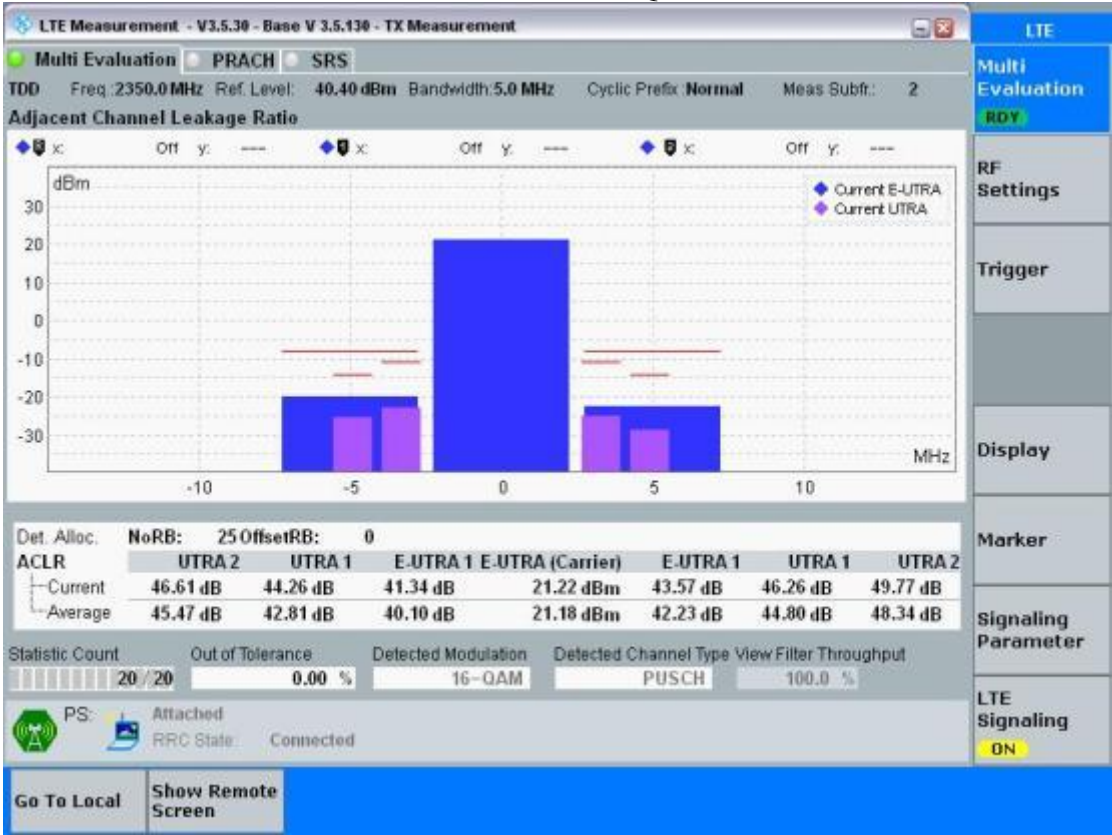 LTE Measurement - V3.5.30 - Base V 3.5.130 - TX Measurement
LTE
Multi Evaluation PRACH SRS
Multi Evaluation RDY
TDD Freq.:2350.0 MHz Ref. Level: 40.40 dBm Bandwidth:5.0 MHz Cyclic Prefix:Normal Meas Subfr.: 2
Adjacent Channel Leakage Ratio
x: Off y: --- x: Off y: --- x: Off y: ---
dBm
Current E-UTRA
Current UTRA
30
20
10
0
-10
-20
-30
MHz
-10 -5 0 5 10
RF Settings
Trigger
Display
Marker
Signaling Parameter
LTE Signaling ON
Det. Alloc. NoRB: 25 OffsetRB: 0
ACLR UTRA 2 UTRA 1 E-UTRA 1 E-UTRA (Carrier) E-UTRA 1 UTRA 1 UTRA 2
Current 46.61 dB 44.26 dB 41.34 dB 21.22 dBm 43.57 dB 46.26 dB 49.77 dB
Average 45.47 dB 42.81 dB 40.10 dB 21.18 dBm 42.23 dB 44.80 dB 48.34 dB
Statistic Count Out of Tolerance Detected Modulation Detected Channel Type View Filter Throughput
20 / 20 0.00 % 16-QAM PUSCH 100.0 %
PS: Attached
RRC State: Connected
Go To Local Show Remote Screen